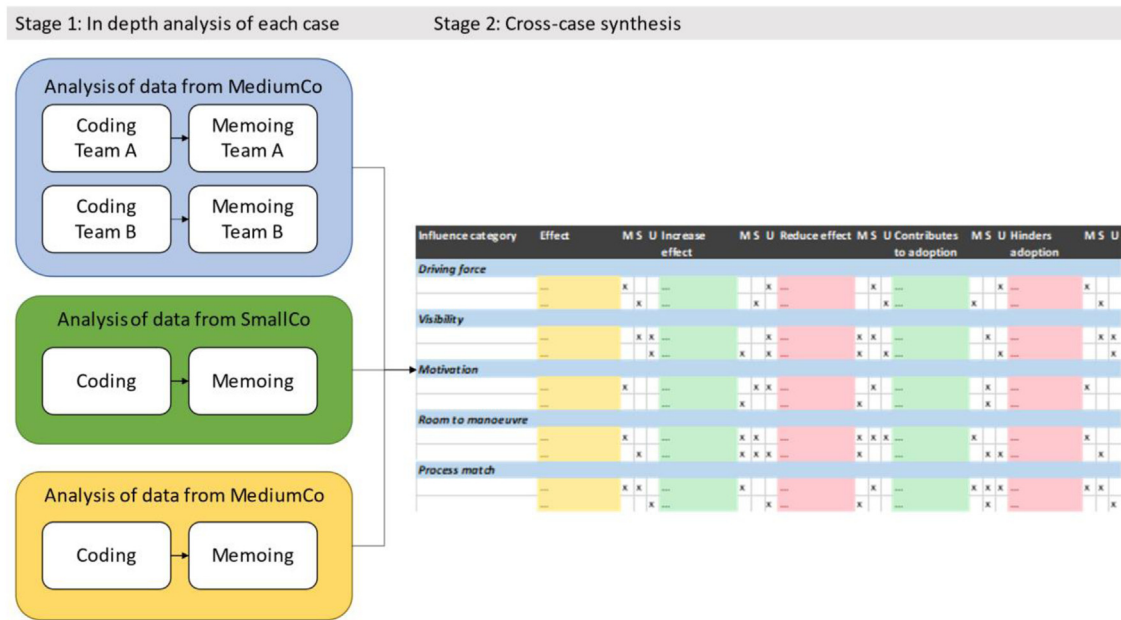 Stage 1: In depth analysis of each case
Stage 2: Cross-case synthesis
Analysis of data from MediumCo
Coding
Team A
Memoing
Team A
Coding
Team B
Memoing
Team B
Analysis of data from SmallCo
Coding
Memoing
Analysis of data from MediumCo
Coding
Memoing
Influence category Effect M S U Increase effect M S U Reduce effect M S U Contributes to adoption M S U Hinders adoption M S U
Driving force
... x ... x ... x ... x ... x
... x ... x ... x ... x ... x
Visibility
... x x ... x ... x x ... x ... x x
... x ... x x ... x x ... x ... x
Motivation
... x ... x x ... x ... x ... x
... ... x ... x ... x ...
Room to manoeuvre
... x ... x x ... x x x ... x ... x
... x ... x x x ... x ... x x ... x
Process match
... x x ... x ... x ... x x x ... x x
... x ... x ... x ... x ... x